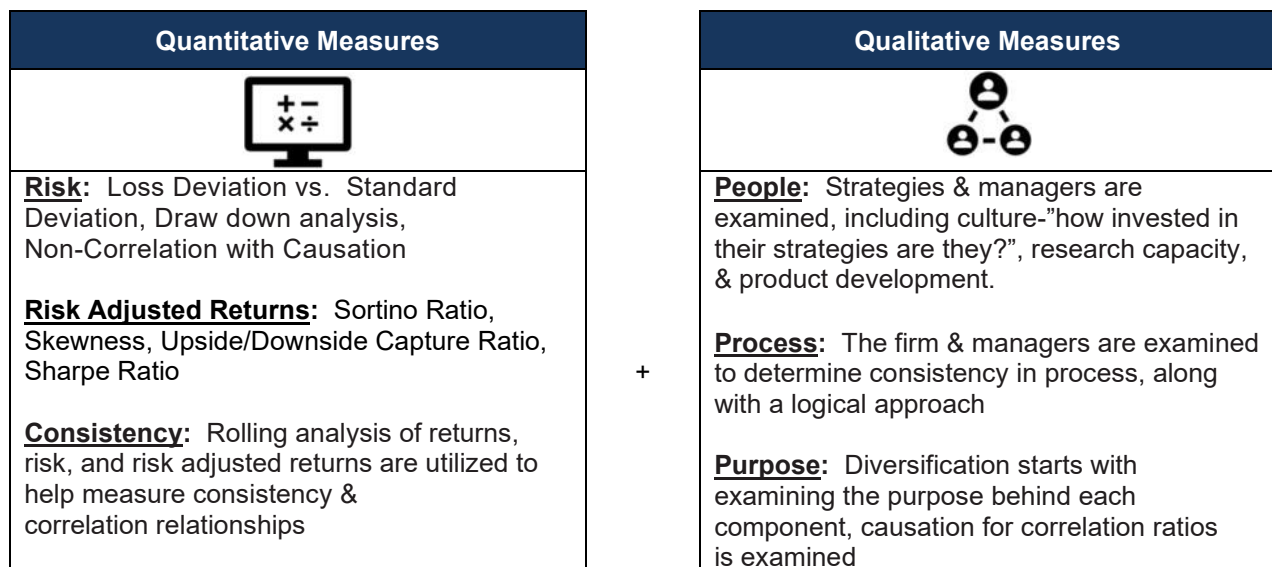 Quantitative Measures
Risk: Loss Deviation vs. Standard
Deviation, Draw down analysis,
Non-Correlation with Causation
Risk Adjusted Returns: Sortino Ratio,
Skewness, Upside/Downside Capture Ratio,
Sharpe Ratio
Consistency: Rolling analysis of returns,
risk, and risk adjusted returns are utilized to
help measure consistency &
correlation relationships
+
Qualitative Measures
People: Strategies & managers are
examined, including culture-”how invested in
their strategies are they?”, research capacity,
& product development.
Process: The firm & managers are examined
to determine consistency in process, along
with a logical approach
Purpose: Diversification starts with
examining the purpose behind each
component, causation for correlation ratios
is examined